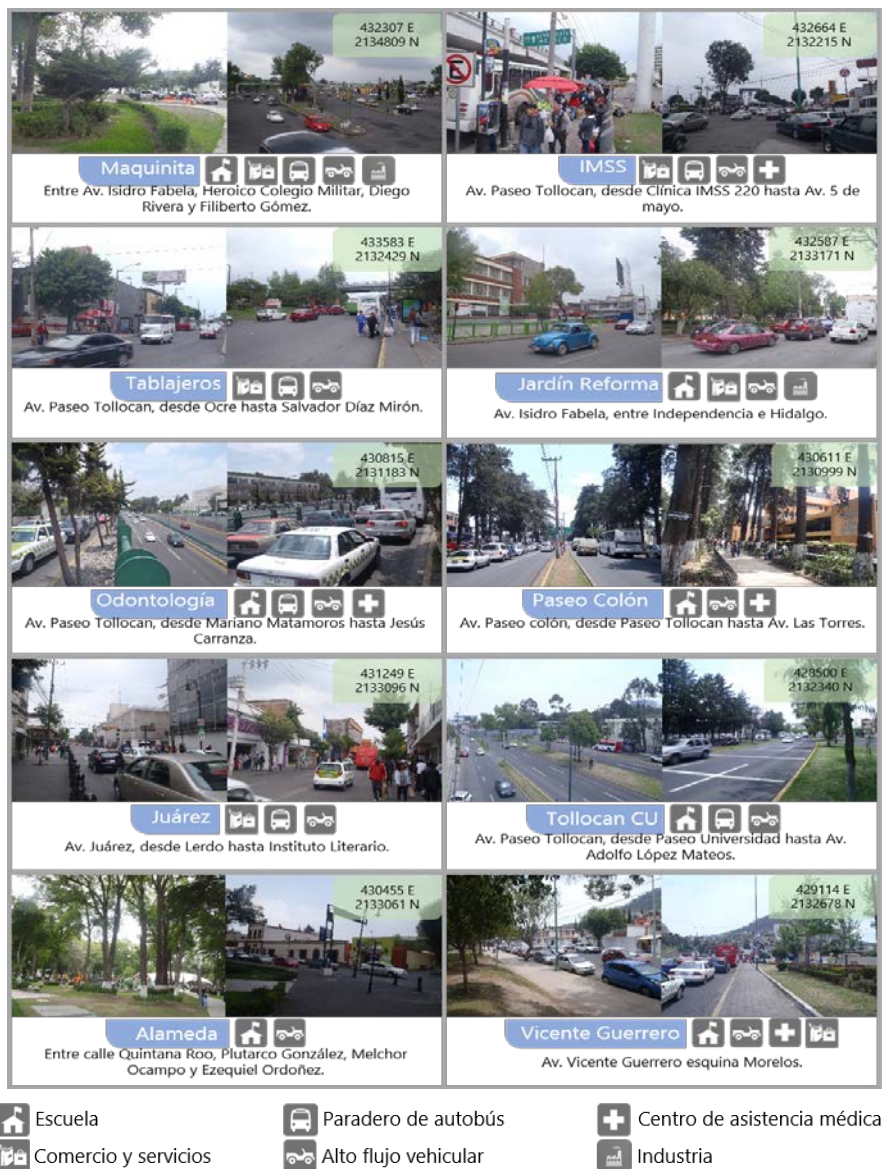 432307 E
2134809 N
Maquinita
Entre Av. Isidro Fabela, Heroico Colegio Militar, Diego
Rivera y Filiberto Gómez.
432664 E
2132215 N
IMSS
Av. Paseo Tollocan, desde Clínica IMSS 220 hasta Av. 5 de
mayo.
433583 E
2132429 N
Tablajeros
Av. Paseo Tollocan, desde Ocre hasta Salvador Díaz Mirón.
432587 E
2133171 N
Jardín Reforma
Av. Isidro Fabela, entre Independencia e Hidalgo.
430815 E
2131183 N
Odontología
Av. Paseo Tollocan, desde Mariano Matamoros hasta Jesús
Carranza.
430611 E
2130999 N
Paseo Colón
Av. Paseo colón, desde Paseo Tollocan hasta Av. Las Torres.
431249 E
2133096 N
Juárez
Av. Juárez, desde Lerdo hasta Instituto Literario.
428500 E
2132340 N
Tollocan CU
Av. Paseo Tollocan, desde Paseo Universidad hasta Av.
Adolfo López Mateos.
430455 E
2133061 N
Alameda
Entre calle Quintana Roo, Plutarco González, Melchor
Ocampo y Ezequiel Ordoñez.
429114 E
2132678 N
Vicente Guerrero
Av. Vicente Guerrero esquina Morelos.
Escuela
Paradero de autobús
Centro de asistencia médica
Comercio y servicios
Alto flujo vehicular
Industria